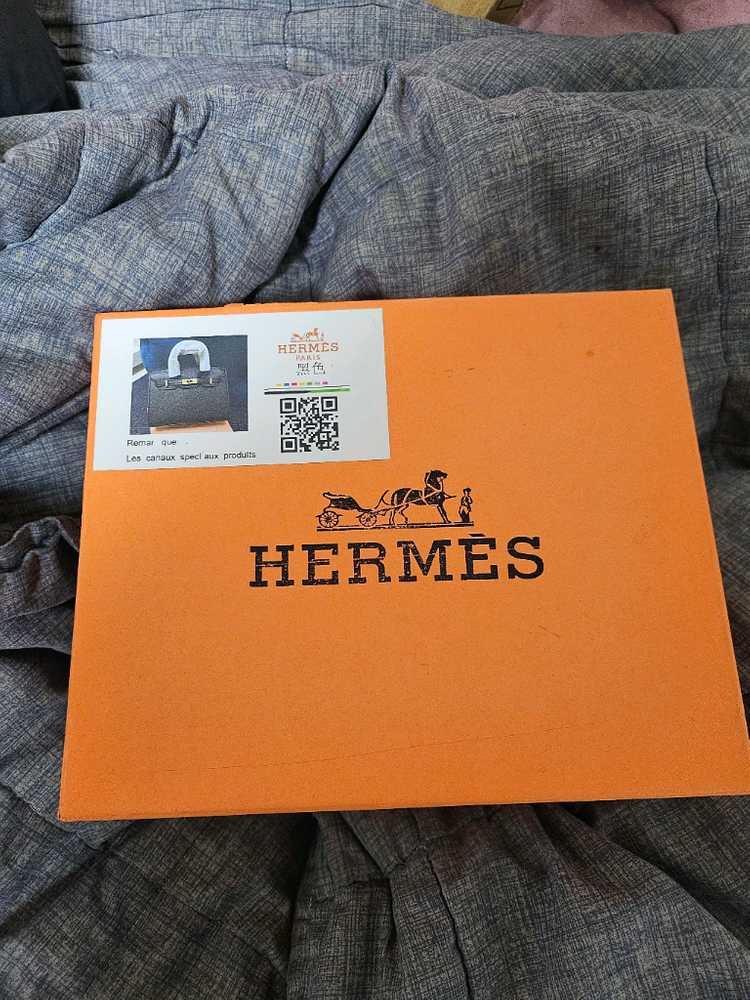 HERMÈS
PARIS
黑色
Remar que .
Les canaux speci aux produits
HERMÈS